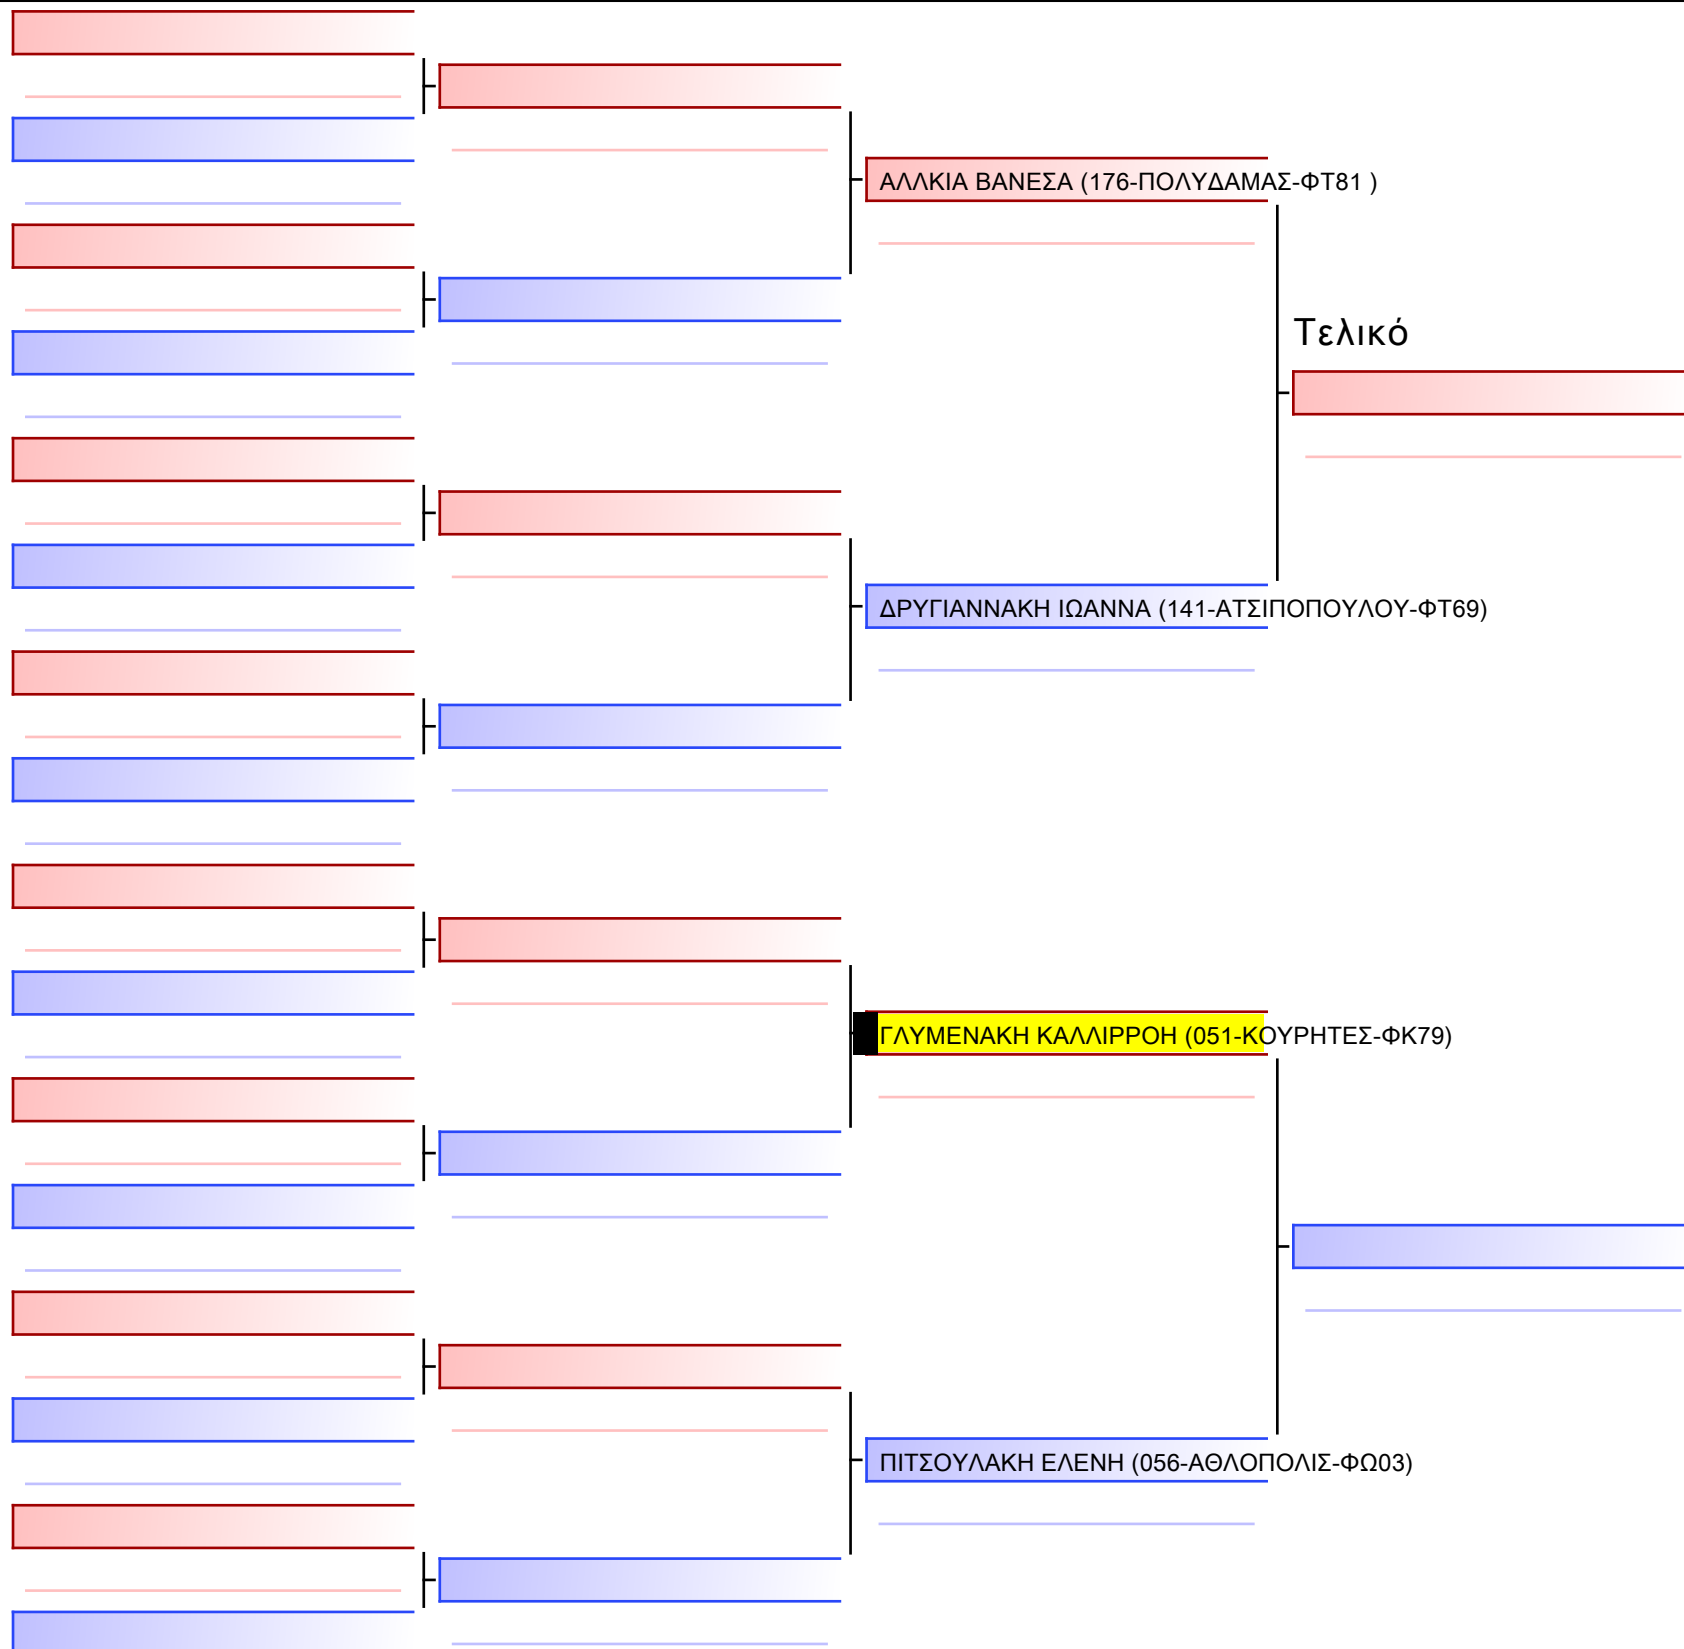 ΑΛΛΚΙΑ ΒΑΝΕΣΑ (176-ΠΟΛΥΔΑΜΑΣ-ΦΤ81 )
Τελικό
ΔΡΥΓΙΑΝΝΑΚΗ ΙΩΑΝΝΑ (141-ΑΤΣΙΠΟΠΟΥΛΟΥ-ΦΤ69)
ΓΛΥΜΕΝΑΚΗ ΚΑΛΛΙΡΡΟΗ (051-ΚΟΥΡΗΤΕΣ-ΦΚ79)
ΠΙΤΣΟΥΛΑΚΗ ΕΛΕΝΗ (056-ΑΘΛΟΠΟΛΙΣ-ΦΩ03)